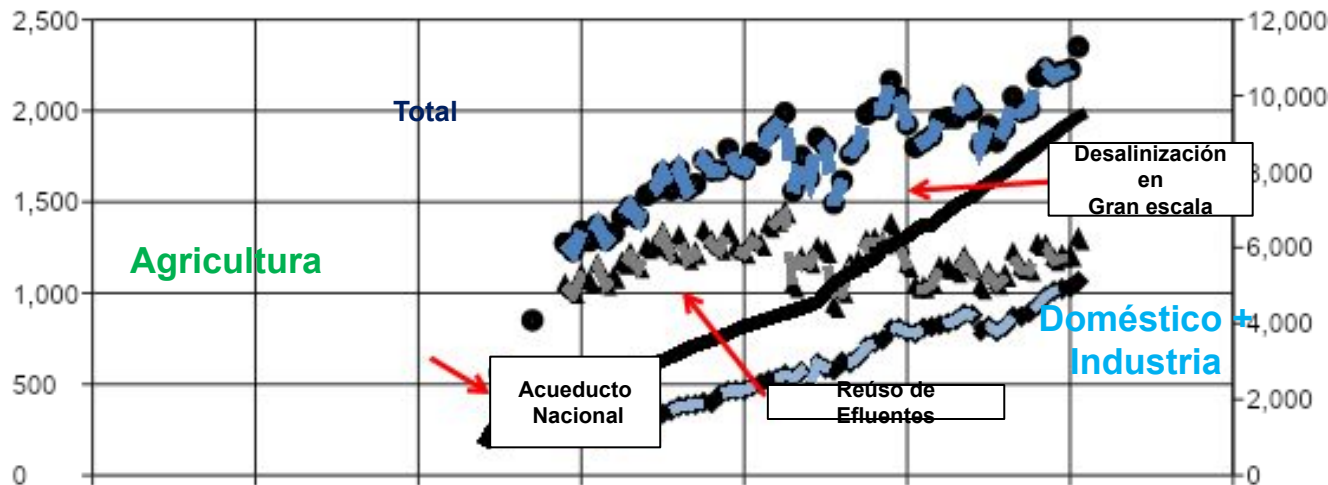 2,500
12,000
Total
2,000
10,000
Desalinización
en
Gran escala
1,500
8,000
Agricultura
6,000
1,000
Doméstico +
Industria
4,000
500
Acueducto
Nacional
Reúso de
Efluentes
2,000
0
0